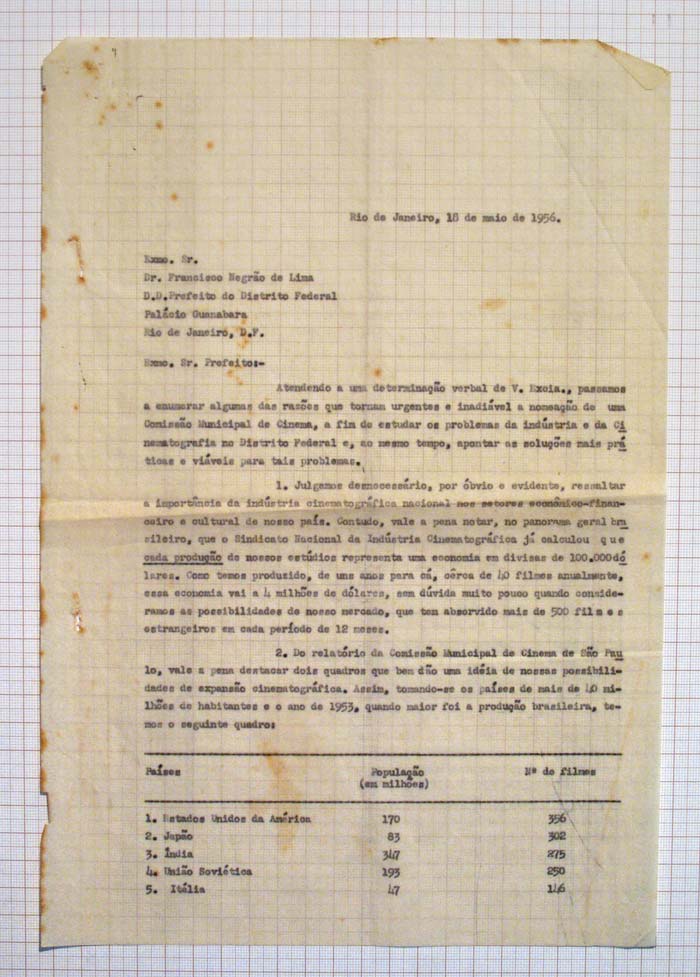 Rio de Janeiro, 18 de maio de 1956.
Exmo. Sr.
Dr. Francisco Negrão de Lima
D.D.Prefeito do Distrito Federal
Palácio Guanabara
Rio de Janeiro, D.F.
Exmo. Sr. Prefeito:-
Atendendo a uma determinação verbal de V. Excia., passamos
a enumerar algumas das razões que tornam urgentes e inadiável a nomeação de uma
Comissão Municipal de Cinema, a fim de estudar os problemas da indústria e da Ci
nematografia no Distrito Federal e, ao mesmo tempo, apontar as soluções mais prá
ticas e viáveis para tais problemas.
1. Julgamos desnecessário, por óbvio e evidente, ressaltar
a importância da indústria cinematográfica nacional nos setores econômico-finan-
ceiro e cultural de nosso país. Contudo, vale a pena notar, no panorama geral bra
sileiro, que o Sindicato Nacional da Indústria Cinematográfica já calculou que
cada produção de nossos estúdios representa uma economia em divisas de 100.000 dó
lares. Como temos produzido, de uns anos para cá, cêrca de 40 filmes anualmente,
essa economia vai a 4 milhões de dólares, sem dúvida muito pouco quando conside-
ramos as possibilidades de nosso mercado, que tem absorvido mais de 500 filmes
estrangeiros em cada período de 12 meses.
2. Do relatório da Comissão Municipal de Cinema de São Pau
lo, vale a pena destacar dois quadros que bem dão uma idéia de nossas possibili-
dades de expansão cinematográfica. Assim, tomando-se os países de mais de 40 mi-
lhões de habitantes e o ano de 1953, quando maior foi a produção brasileira, te-
mos o seguinte quadro:
Países População Nº de filmes
(em milhões)
1. Estados Unidos da América 170 356
2. Japão 83 302
3. Índia 347 275
4. União Soviética 193 250
5. Itália 47 146